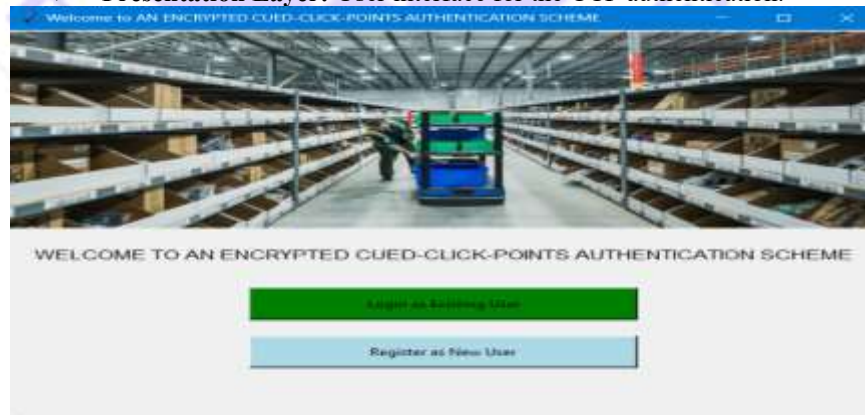 Presentation Layer: User interface for the CCP authentication.
Welcome to AN ENCRYPTED CUED-CLICK-POINTS AUTHENTICATION SCHEME
WELCOME TO AN ENCRYPTED CUED-CLICK-POINTS AUTHENTICATION SCHEME
Login as Existing User
Register as New User